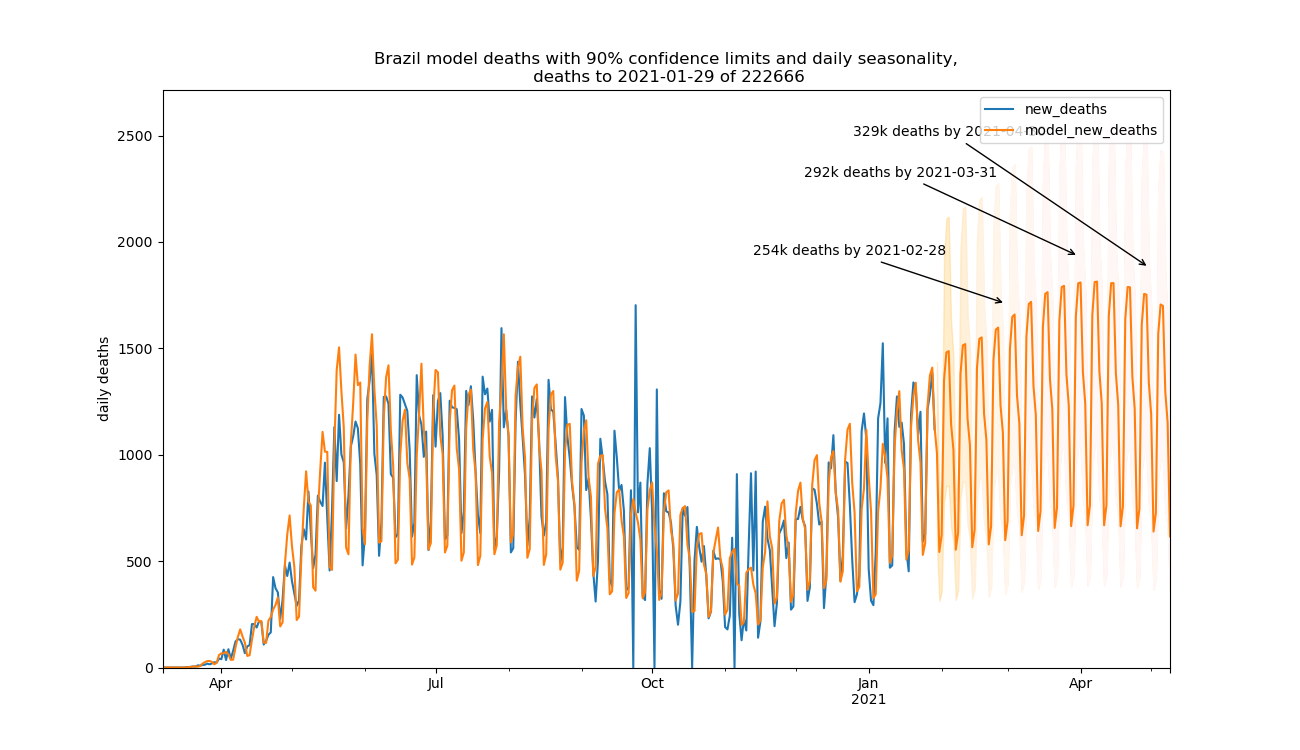 Brazil model deaths with 90% confidence limits and daily seasonality,
deaths to 2021-01-29 of 222666
new_deaths
model_new_deaths
329k deaths by 2021-04-
292k deaths by 2021-03-31
254k deaths by 2021-02-28
daily deaths
2500
2000
1500
1000
500
0
Apr
Jul
Oct
Jan
2021
Apr